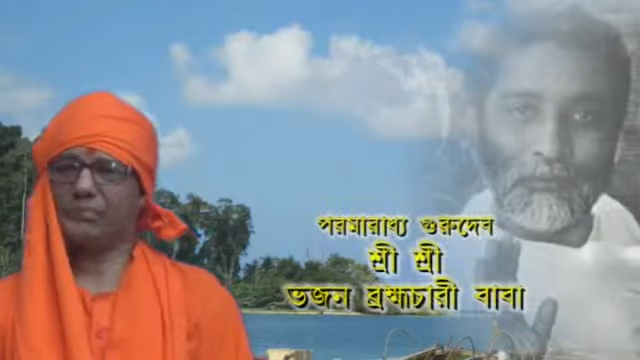 পরমারাধ্য গুরুদেব
শ্রী শ্রী
ভজন ব্রহ্মচারী বাবা